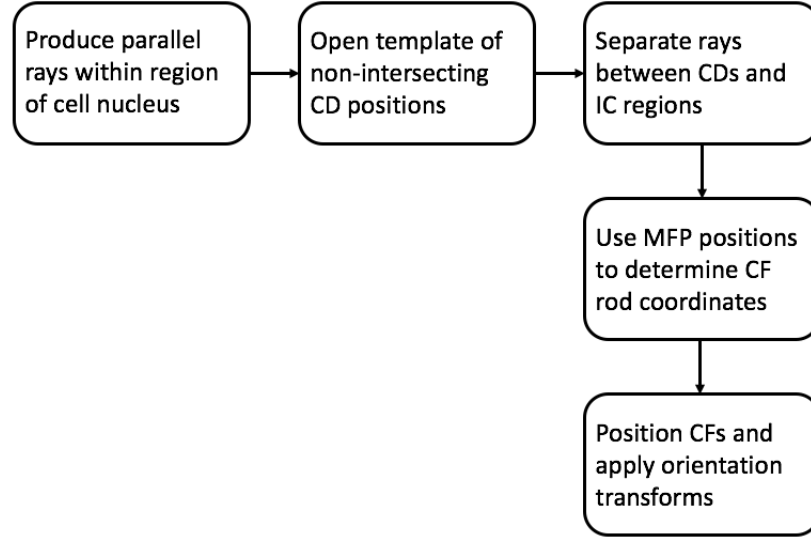 Produce parallel
rays within region
of cell nucleus
Open template of
non-intersecting
CD positions
Separate rays
between CDs and
IC regions
Use MFP positions
to determine CF
rod coordinates
Position CFs and
apply orientation
transforms